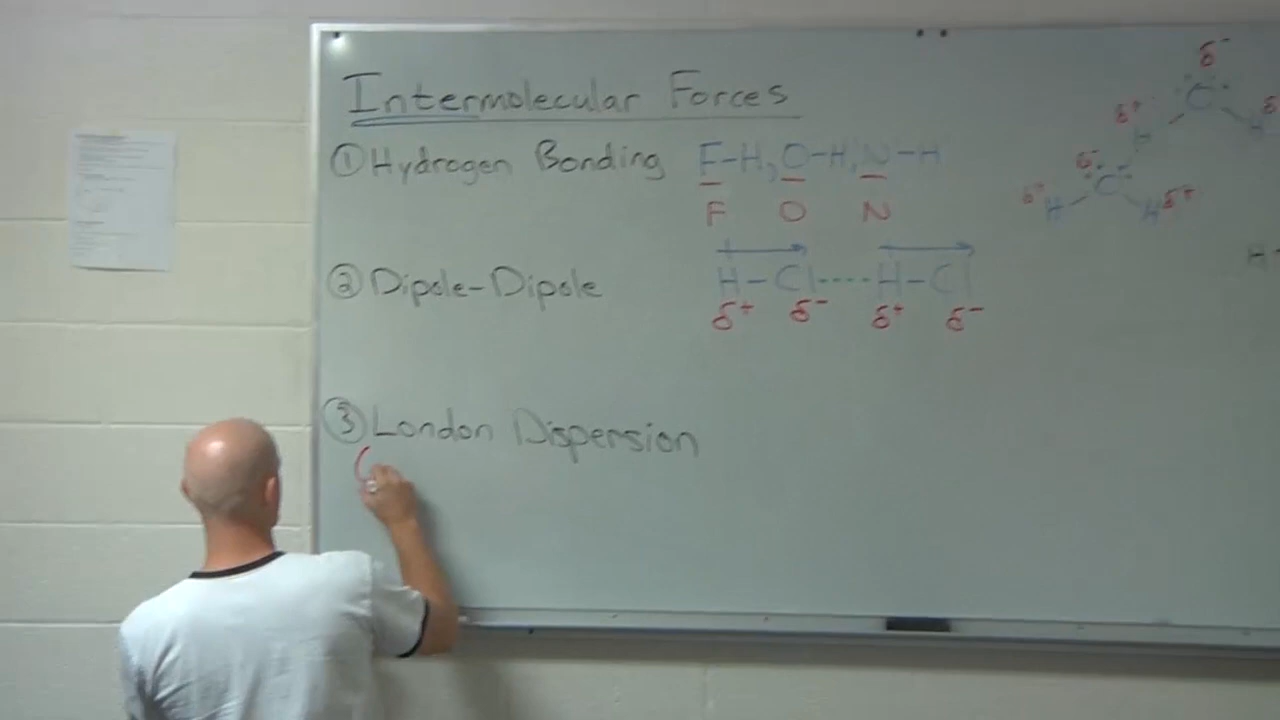 Intermolecular Forces
① Hydrogen Bonding F-H, O-H, N-H
F O N
② Dipole-Dipole H-Cl----H-Cl
δ+ δ- δ+ δ-
③ London Dispersion
(
δ-
δ+ O δ
H H
δ-
δ+ O
H H δ+
H